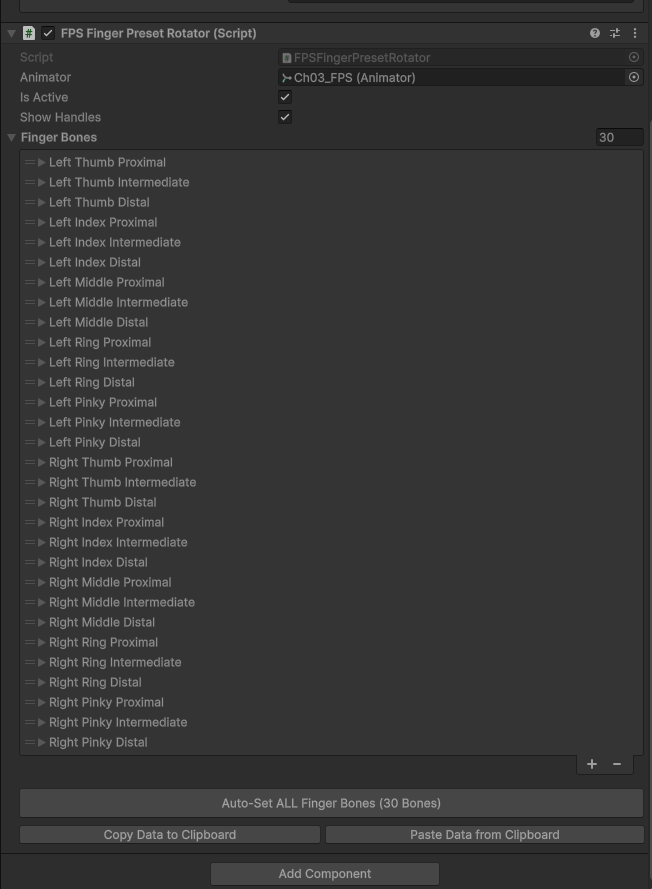 FPS Finger Preset Rotator (Script)
Script FPSFingerPresetRotator
Animator Ch03_FPS (Animator)
Is Active
Show Handles
Finger Bones 30
Left Thumb Proximal
Left Thumb Intermediate
Left Thumb Distal
Left Index Proximal
Left Index Intermediate
Left Index Distal
Left Middle Proximal
Left Middle Intermediate
Left Middle Distal
Left Ring Proximal
Left Ring Intermediate
Left Ring Distal
Left Pinky Proximal
Left Pinky Intermediate
Left Pinky Distal
Right Thumb Proximal
Right Thumb Intermediate
Right Thumb Distal
Right Index Proximal
Right Index Intermediate
Right Index Distal
Right Middle Proximal
Right Middle Intermediate
Right Middle Distal
Right Ring Proximal
Right Ring Intermediate
Right Ring Distal
Right Pinky Proximal
Right Pinky Intermediate
Right Pinky Distal
+ −
Auto-Set ALL Finger Bones (30 Bones)
Copy Data to Clipboard Paste Data from Clipboard
Add Component